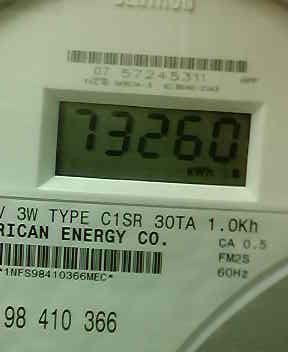 07 57245311
73260
KWH
V 3W TYPE C1SR 30TA 1.0Kh
RICAN ENERGY CO.
CA 0.5
FM2S
60Hz
*1NFS98410366MEC*
98 410 366